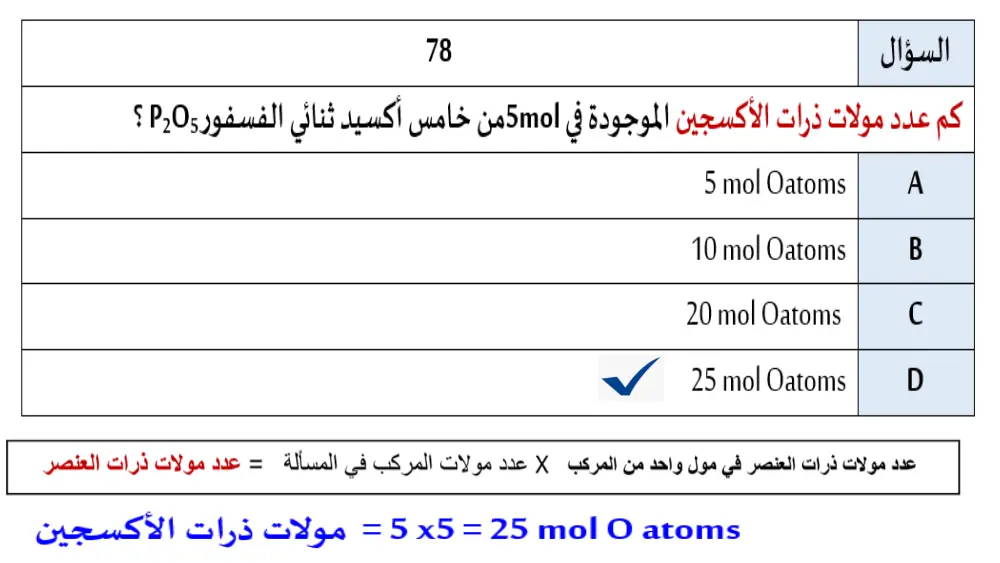 السؤال 78
كم عدد مولات ذرات الأكسجين الموجودة في 5mol من خامس أكسيد ثنائي الفسفور P₂O₅ ؟
A 5 mol Oatoms
B 10 mol Oatoms
C 20 mol Oatoms
D 25 mol Oatoms
عدد مولات ذرات العنصر = عدد مولات المركب في المسألة X عدد مولات ذرات العنصر في مول واحد من المركب
مولات ذرات الأكسجين = 5 x5 = 25 mol O atoms